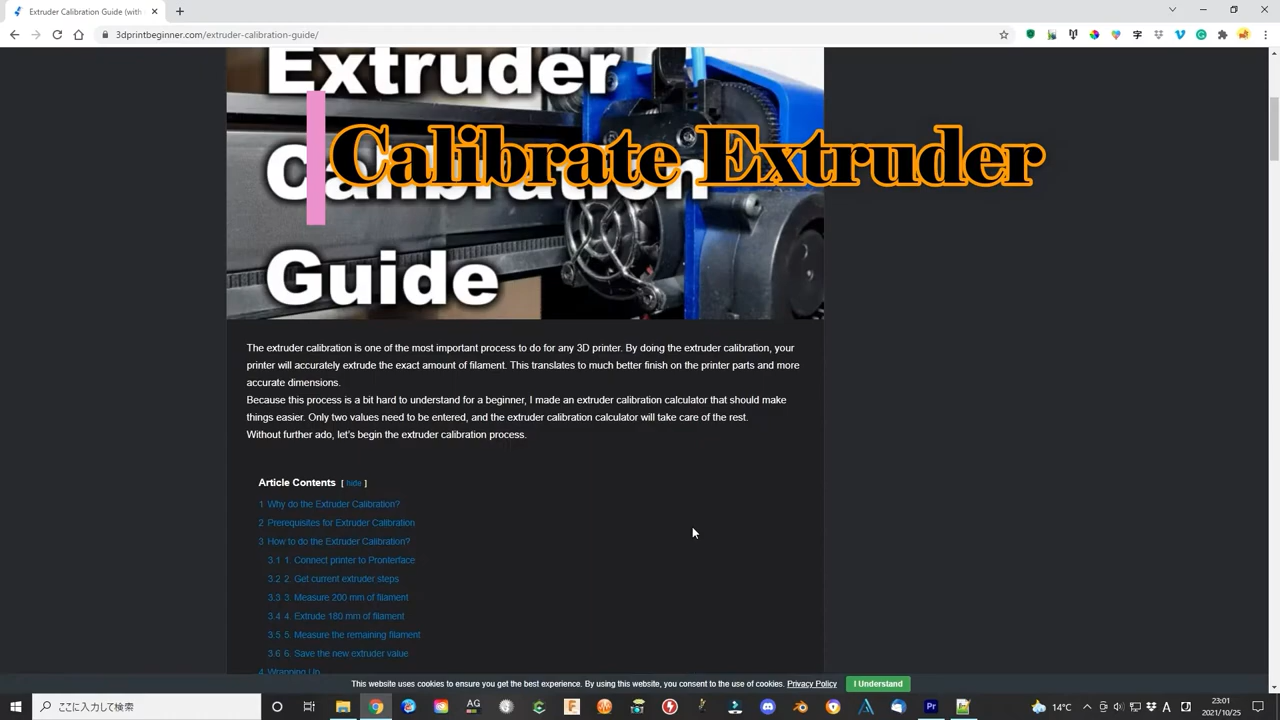 Extruder Calibration Guide (with
3dprintbeginner.com/extruder-calibration-guide/
Extruder
Calibration
Guide
Calibrate Extruder
The extruder calibration is one of the most important process to do for any 3D printer. By doing the extruder calibration, your
printer will accurately extrude the exact amount of filament. This translates to much better finish on the printer parts and more
accurate dimensions.
Because this process is a bit hard to understand for a beginner, I made an extruder calibration calculator that should make
things easier. Only two values need to be entered, and the extruder calibration calculator will take care of the rest.
Without further ado, let's begin the extruder calibration process.
Article Contents [ hide ]
1 Why do the Extruder Calibration?
2 Prerequisites for Extruder Calibration
3 How to do the Extruder Calibration?
3.1 1. Connect printer to Pronterface
3.2 2. Get current extruder steps
3.3 3. Measure 200 mm of filament
3.4 4. Extrude 180 mm of filament
3.5 5. Measure the remaining filament
3.6 6. Save the new extruder value
4 Wrapping Up
This website uses cookies to ensure you get the best experience. By using this website, you consent to the use of cookies. Privacy Policy I Understand
ここに入力して検索
14°C
A
23:01
2021/10/25